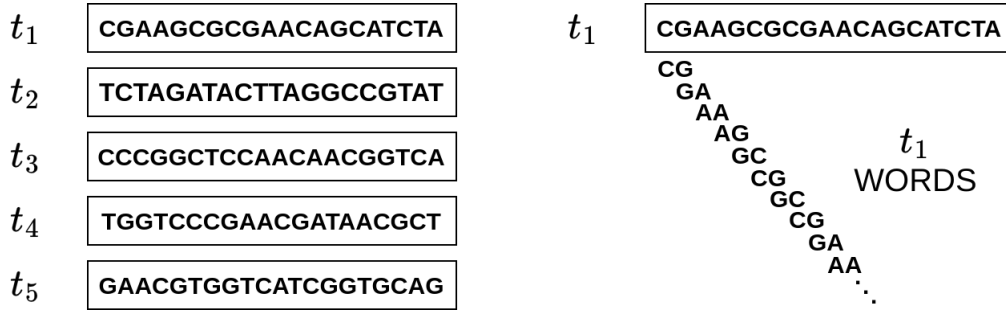 t1 CGAAGCGCGAACAGCATCTA
t2 TCTAGATACTTAGGCCGTAT
t3 CCCGGCTCCAACAACGGTCA
t4 TGGTCCCGAACGATAACGCT
t5 GAACGTGGTCATCGGTGCAG
t1 CGAAGCGCGAACAGCATCTA
CG
GA
AA
AG
GC
CG
GC
CG
GA
AA
t1
WORDS